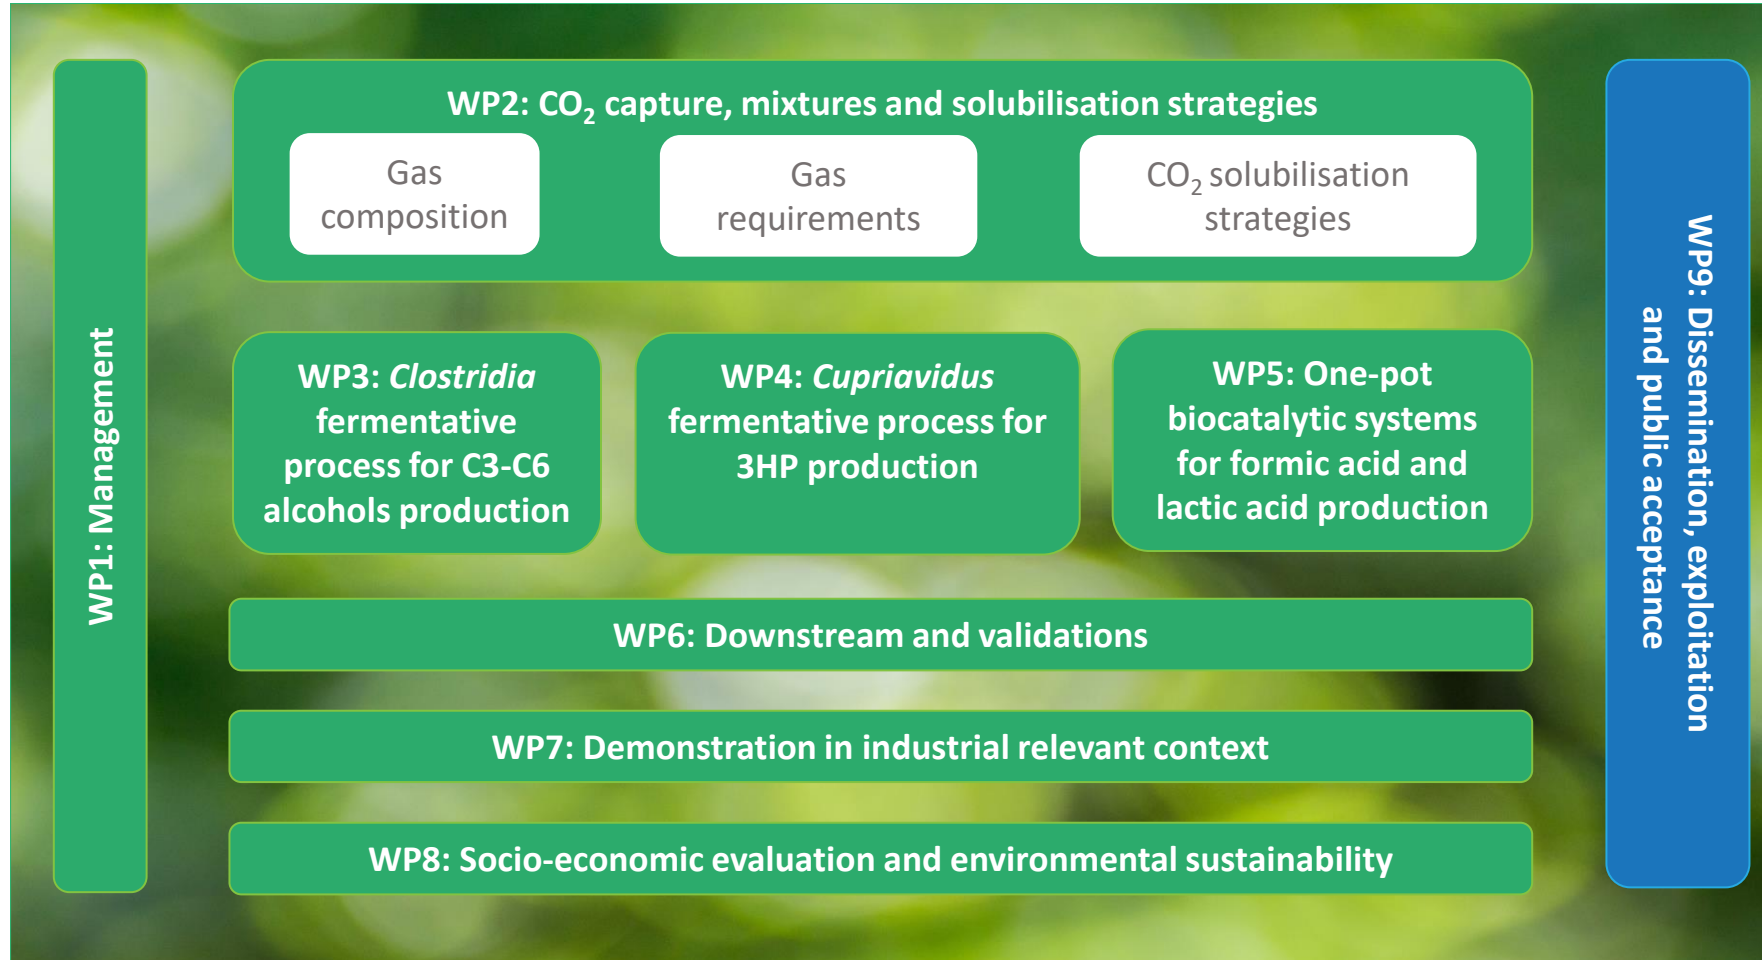 WP1: Management
WP2: CO₂ capture, mixtures and solubilisation strategies
Gas
composition
Gas
requirements
CO₂ solubilisation
strategies
WP3: Clostridia
fermentative
process for C3-C6
alcohols production
WP4: Cupriavidus
fermentative process for
3HP production
WP5: One-pot
biocatalytic systems
for formic acid and
lactic acid production
WP6: Downstream and validations
WP7: Demonstration in industrial relevant context
WP8: Socio-economic evaluation and environmental sustainability
WP9: Dissemination, exploitation
and public acceptance